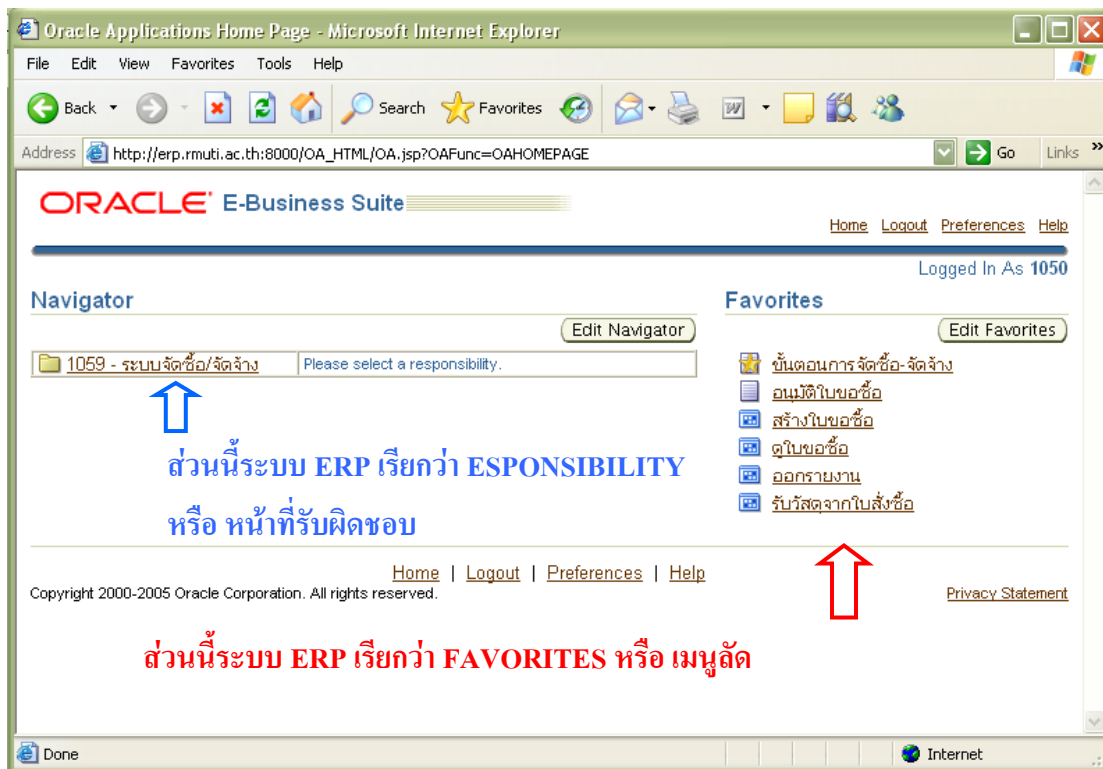 Oracle Applications Home Page - Microsoft Internet Explorer
File Edit View Favorites Tools Help
Back Search Favorites
Address http://erp.rmuti.ac.th:8000/OA_HTML/OA.jsp?OAFunc=OAHOMEPAGE Go Links »
ORACLE E-Business Suite
Home Logout Preferences Help
Logged In As 1050
Navigator
Edit Navigator
1059 - ระบบจัดซื้อ/จัดจ้าง Please select a responsibility.
Favorites
Edit Favorites
ขั้นตอนการจัดซื้อ-จัดจ้าง
อนุมัติใบขอซื้อ
สร้างใบขอซื้อ
ดูใบขอซื้อ
ออกรายงาน
รับวัสดุจากใบสั่งซื้อ
ส่วนนี้ระบบ ERP เรียกว่า ESPONSIBILITY
หรือ หน้าที่รับผิดชอบ
Home | Logout | Preferences | Help
Copyright 2000-2005 Oracle Corporation. All rights reserved. Privacy Statement
ส่วนนี้ระบบ ERP เรียกว่า FAVORITES หรือ เมนูลัด
Done Internet